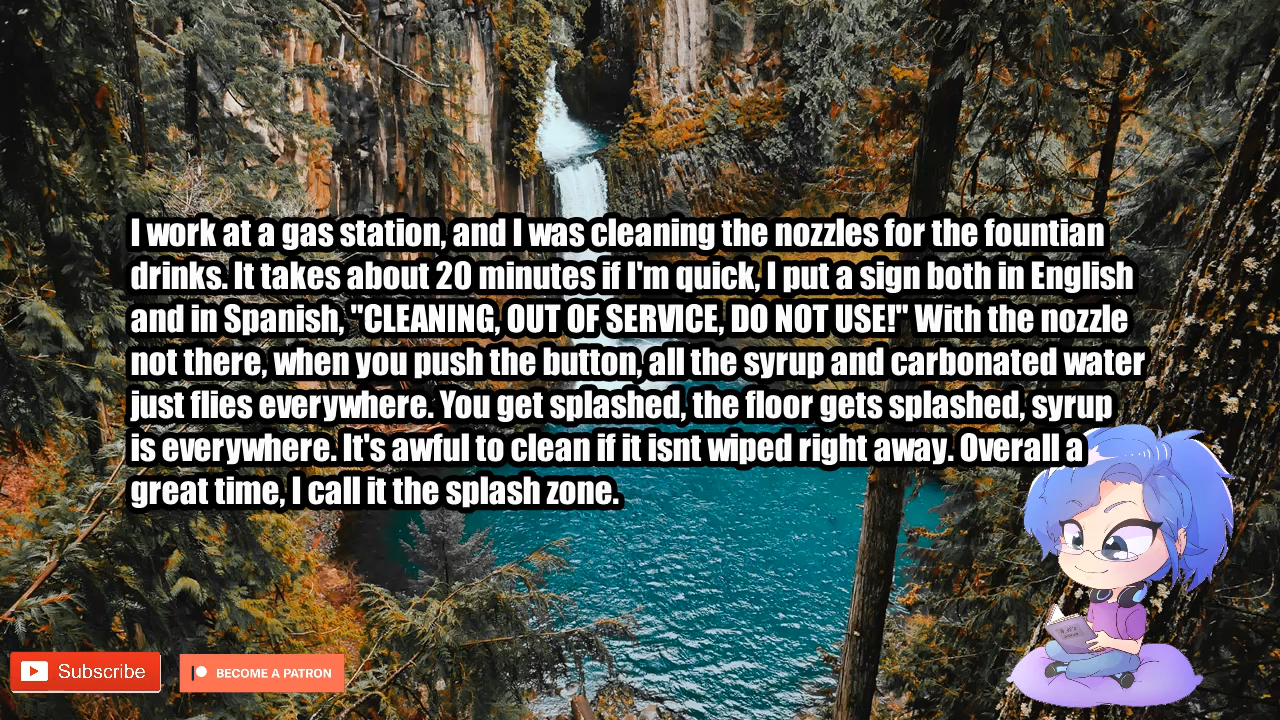 I work at a gas station, and I was cleaning the nozzles for the fountian
drinks. It takes about 20 minutes if I'm quick, I put a sign both in English
and in Spanish, "CLEANING, OUT OF SERVICE, DO NOT USE!" With the nozzle
not there, when you push the button, all the syrup and carbonated water
just flies everywhere. You get splashed, the floor gets splashed, syrup
is everywhere. It's awful to clean if it isnt wiped right away. Overall a
great time, I call it the splash zone.
Subscribe
BECOME A PATRON